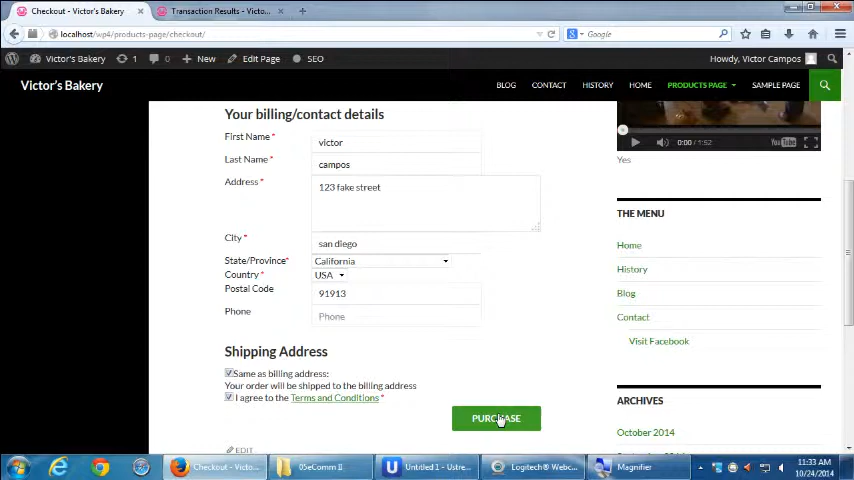 Checkout - Victor's Bakery
Transaction Results - Victo...
localhost/wp4/products-page/checkout/
Google
Victor's Bakery
1
0
New
Edit Page
SEO
Howdy, Victor Campos
Victor's Bakery
BLOG
CONTACT
HISTORY
HOME
PRODUCTS PAGE
SAMPLE PAGE
Your billing/contact details
First Name *
victor
Last Name *
campos
Address *
123 fake street
City *
san diego
State/Province*
California
Country *
USA
Postal Code
91913
Phone
Phone
Shipping Address
Same as billing address:
Your order will be shipped to the billing address
I agree to the Terms and Conditions *
PURCHASE
EDIT
0:00 / 1:52
YouTube
Yes
THE MENU
Home
History
Blog
Contact
Visit Facebook
ARCHIVES
October 2014
Checkout - Victo...
05eComm II
Untitled 1 - Ustre...
Logitech® Webc...
Magnifier
11:33 AM
10/24/2014